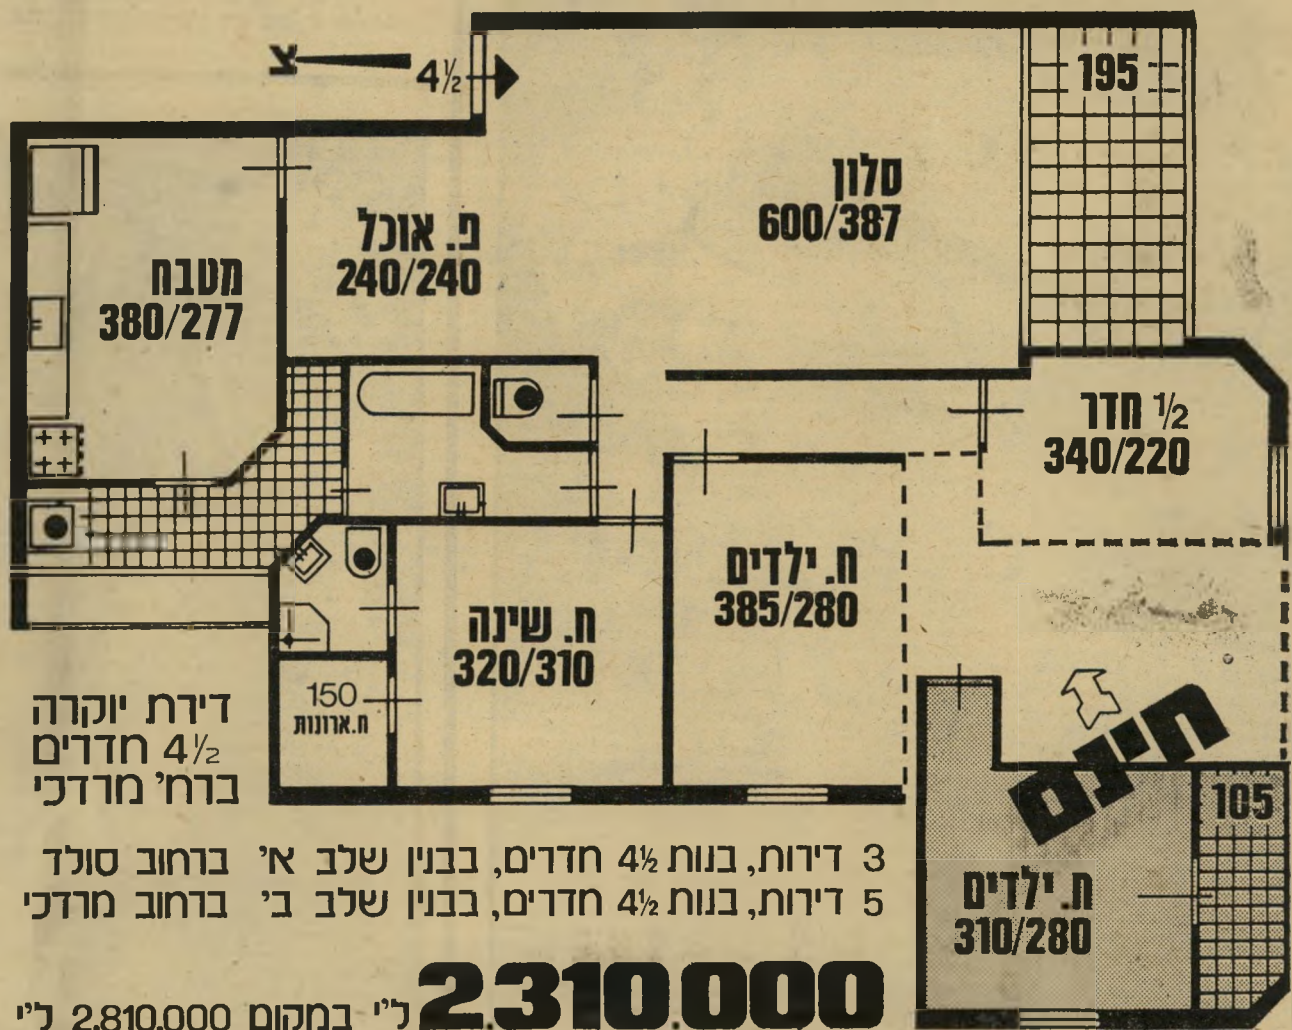 צ
4½
195
סלון
600/387
פ. אוכל
240/240
מטבח
380/277
½ חדר
340/220
ח. ילדים
385/280
ח. שינה
320/310
150
ח.ארונות
חינם
105
ח. ילדים
310/280
דירת יוקרה
4½ חדרים
ברח' מרדכי
3 דירות, בנות 4½ חדרים, בבנין שלב א' ברחוב סולד
5 דירות, בנות 4½ חדרים, בבנין שלב ב' ברחוב מרדכי
2.310.000 ל"י במקום 2.810.000 ל"י